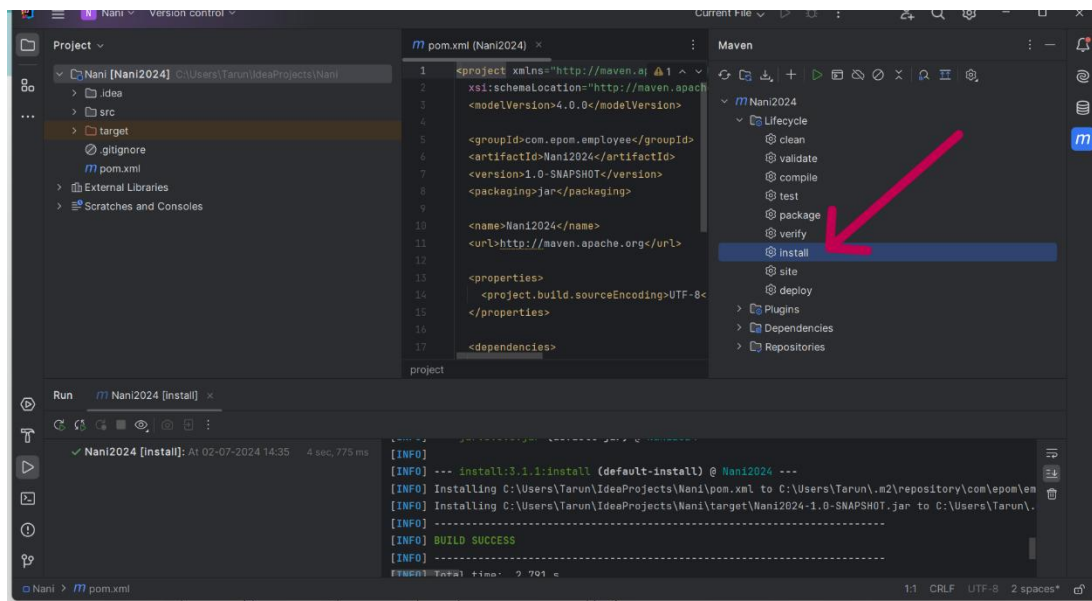 N Nani Version control
Current File
Project
Nani [Nani2024] C:\Users\Tarun\IdeaProjects\Nani
.idea
src
target
.gitignore
m pom.xml
External Libraries
Scratches and Consoles
m pom.xml (Nani2024)
1
1 <project xmlns="http://maven.ap
2 xsi:schemaLocation="http://maven.apach
3 <modelVersion>4.0.0</modelVersion>
4
5 <groupId>com.epom.employee</groupId>
6 <artifactId>Nani2024</artifactId>
7 <version>1.0-SNAPSHOT</version>
8 <packaging>jar</packaging>
9
10 <name>Nani2024</name>
11 <url>http://maven.apache.org</url>
12
13 <properties>
14 <project.build.sourceEncoding>UTF-8<
15 </properties>
16
17 <dependencies>
project
Maven
m Nani2024
Lifecycle
clean
validate
compile
test
package
verify
install
site
deploy
Plugins
Dependencies
Repositories
m
Run m Nani2024 [install]
Nani2024 [install]: At 02-07-2024 14:35 4 sec, 775 ms
[INFO]
[INFO] --- install:3.1.1:install (default-install) @ Nani2024 ---
[INFO] Installing C:\Users\Tarun\IdeaProjects\Nani\pom.xml to C:\Users\Tarun\.m2\repository\com\epom\em
[INFO] Installing C:\Users\Tarun\IdeaProjects\Nani\target\Nani2024-1.0-SNAPSHOT.jar to C:\Users\Tarun\.
[INFO] ------------------------------------------------------------------------
[INFO] BUILD SUCCESS
[INFO] ------------------------------------------------------------------------
[INFO] Total time: 2.791 s
Nani > m pom.xml
1:1 CRLF UTF-8 2 spaces*